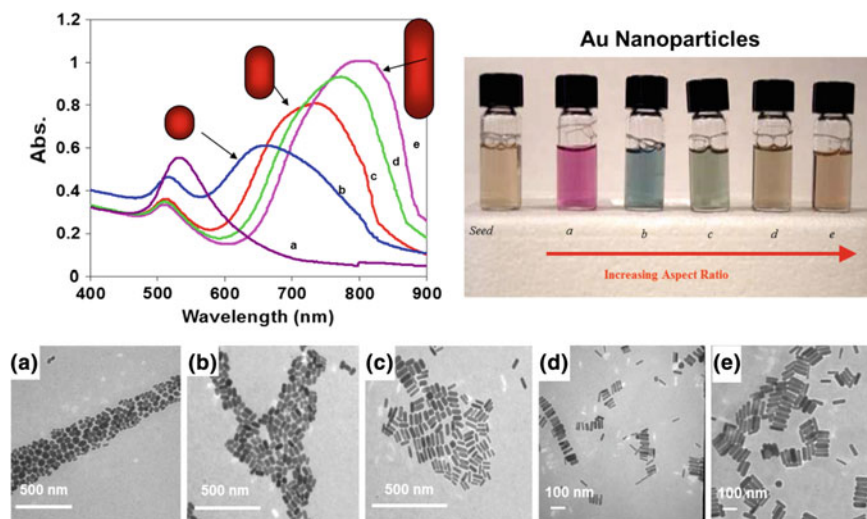 1.2
1
0.8
0.6
0.4
0.2
0
Abs.
400 500 600 700 800 900
Wavelength (nm)
a
b
c
d
e
Au Nanoparticles
Seed a b c d e
Increasing Aspect Ratio
(a)
500 nm
(b)
500 nm
(c)
500 nm
(d)
100 nm
(e)
100 nm